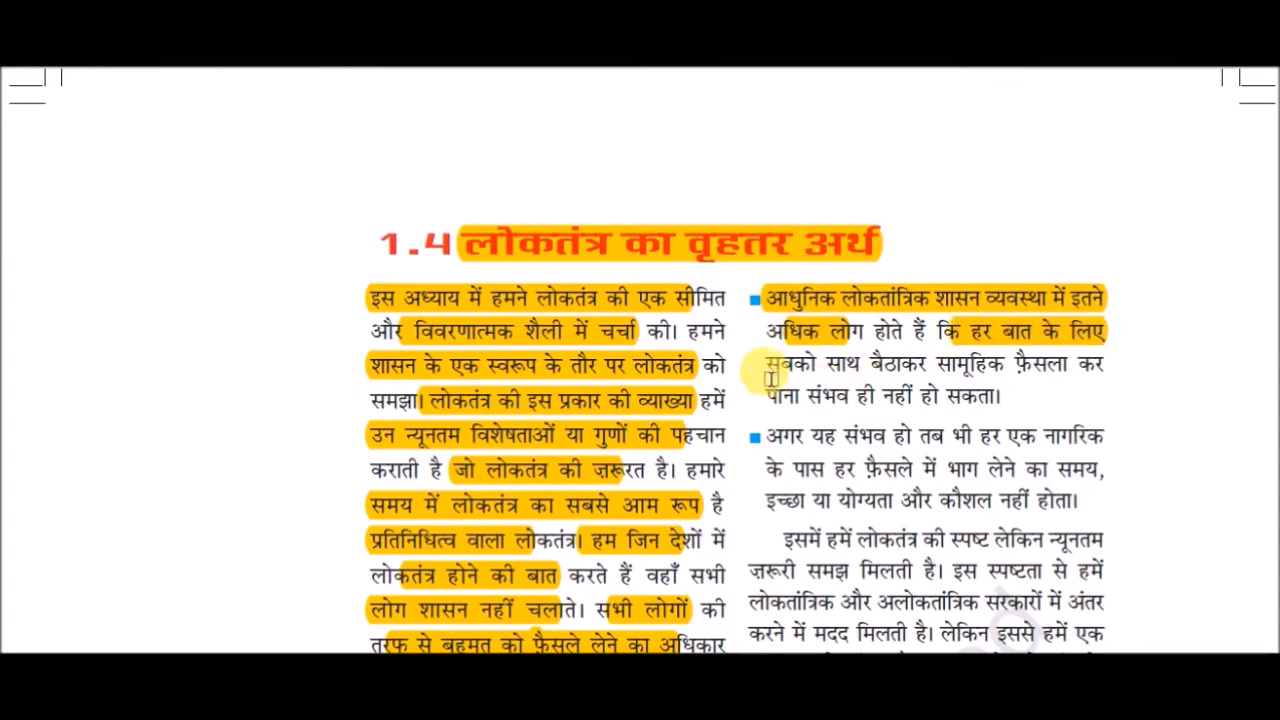 1.4 लोकतंत्र का वृहतर अर्थ
इस अध्याय में हमने लोकतंत्र की एक सीमित
और विवरणात्मक शैली में चर्चा की। हमने
शासन के एक स्वरूप के तौर पर लोकतंत्र को
समझा। लोकतंत्र की इस प्रकार की व्याख्या हमें
उन न्यूनतम विशेषताओं या गुणों की पहचान
कराती है जो लोकतंत्र की ज़रूरत है। हमारे
समय में लोकतंत्र का सबसे आम रूप है
प्रतिनिधित्व वाला लोकतंत्र। हम जिन देशों में
लोकतंत्र होने की बात करते हैं वहाँ सभी
लोग शासन नहीं चलाते। सभी लोगों की
तरफ से बहुमत को फ़ैसले लेने का अधिकार
आधुनिक लोकतांत्रिक शासन व्यवस्था में इतने
अधिक लोग होते हैं कि हर बात के लिए
सबको साथ बैठाकर सामूहिक फ़ैसला कर
पाना संभव ही नहीं हो सकता।
अगर यह संभव हो तब भी हर एक नागरिक
के पास हर फ़ैसले में भाग लेने का समय,
इच्छा या योग्यता और कौशल नहीं होता।
इसमें हमें लोकतंत्र की स्पष्ट लेकिन न्यूनतम
ज़रूरी समझ मिलती है। इस स्पष्टता से हमें
लोकतांत्रिक और अलोकतांत्रिक सरकारों में अंतर
करने में मदद मिलती है। लेकिन इससे हमें एक